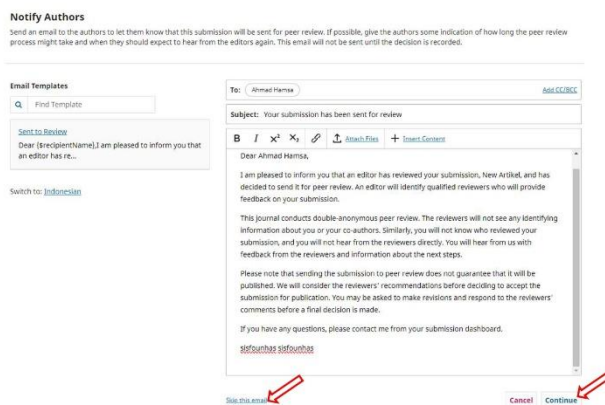 Notify Authors
Send an email to the authors to let them know that this submission will be sent for peer review. If possible, give the authors some indication of how long the peer review
process might take and when they should expect to hear from the editors again. This email will not be sent until the decision is recorded.
Email Templates
Find Template
Sent to Review
Dear {$recipientName},I am pleased to inform you that
an editor has re...
Switch to: Indonesian
To: Ahmad Hamsa
Add CC/BCC
Subject: Your submission has been sent for review
B I x² X₂ Attach Files Insert Content
Dear Ahmad Hamsa,
I am pleased to inform you that an editor has reviewed your submission, New Artikel, and has
decided to send it for peer review. An editor will identify qualified reviewers who will provide
feedback on your submission.
This journal conducts double-anonymous peer review. The reviewers will not see any identifying
information about you or your co-authors. Similarly, you will not know who reviewed your
submission, and you will not hear from the reviewers directly. You will hear from us with
feedback from the reviewers and information about the next steps.
Please note that sending the submission to peer review does not guarantee that it will be
published. We will consider the reviewers' recommendations before deciding to accept the
submission for publication. You may be asked to make revisions and respond to the reviewers'
comments before a final decision is made.
If you have any questions, please contact me from your submission dashboard.
sisfounhas sisfounhas
Skip this email
Cancel Continue